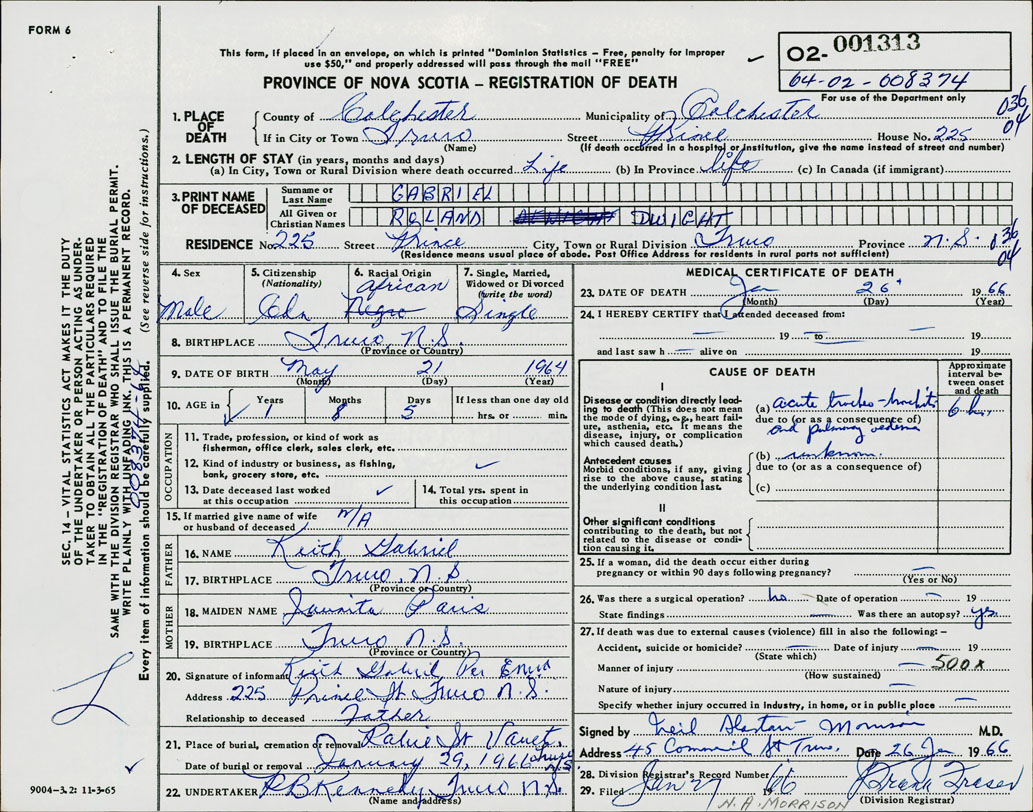 FORM 6
This form, if placed in an envelope, on which is printed "Dominion Statistics – Free, penalty for improper
use $50," and properly addressed will pass through the mail "FREE"
PROVINCE OF NOVA SCOTIA – REGISTRATION OF DEATH
O2- 001313
64-02-008374
For use of the Department only
036
04
1. PLACE OF DEATH
County of Colchester Municipality of Colchester
If in City or Town Truro Street Prince House No. 225
(Name) (If death occurred in a hospital or institution, give the name instead of street and number)
2. LENGTH OF STAY (in years, months and days)
(a) In City, Town or Rural Division where death occurred Life (b) In Province life (c) In Canada (if immigrant)
3. PRINT NAME OF DECEASED
Surname or Last Name GABRIEL
All Given or Christian Names ROLAND DWIGHT
RESIDENCE No. 225 Street Prince City, Town or Rural Division Truro Province N.S. 036
04
(Residence means usual place of abode. Post Office Address for residents in rural parts not sufficient)
4. Sex
Male
5. Citizenship
(Nationality)
Cdn
6. Racial Origin
African
Negro
7. Single, Married,
Widowed or Divorced
(write the word)
Single
8. BIRTHPLACE Truro N.S.
(Province or Country)
9. DATE OF BIRTH May 21 1964
(Month) (Day) (Year)
10. AGE in
Years Months Days If less than one day old
1 8 5 hrs. or min.
OCCUPATION
11. Trade, profession, or kind of work as
fisherman, office clerk, sales clerk, etc.
12. Kind of industry or business, as fishing,
bank, grocery store, etc.
13. Date deceased last worked
at this occupation
14. Total yrs. spent in
this occupation
15. If married give name of wife
or husband of deceased N/A
FATHER
16. NAME Keith Gabriel
17. BIRTHPLACE Truro, N.S.
(Province or Country)
MOTHER
18. MAIDEN NAME Juanita Paris
19. BIRTHPLACE Truro N.S.
(Province or Country)
20. Signature of informant Keith Gabriel Per
Address 225 Prince St Truro N.S.
Relationship to deceased Father
21. Place of burial, cremation or removal
Date of burial or removal January 29, 1966
22. UNDERTAKER Kennedy Truro N.S.
(Name and address)
MEDICAL CERTIFICATE OF DEATH
23. DATE OF DEATH Jan 26 1966
(Month) (Day) (Year)
24. I HEREBY CERTIFY that I attended deceased from:
19 to 19
and last saw h alive on 19
CAUSE OF DEATH
Approximate interval between onset and death
I
Disease or condition directly leading to death (This does not mean the mode of dying, e.g., heart failure, asthenia, etc. It means the disease, injury, or complication which caused death.)
(a) acute
6 h
due to (or as a consequence of)
and pulmonary oedema
Antecedent causes
Morbid conditions, if any, giving rise to the above cause, stating the underlying condition last.
(b) unknown.
due to (or as a consequence of)
(c)
II
Other significant conditions
contributing to the death, but not related to the disease or condition causing it.
25. If a woman, did the death occur either during
pregnancy or within 90 days following pregnancy?
(Yes or No)
26. Was there a surgical operation? no Date of operation 19
State findings Was there an autopsy? yes
27. If death was due to external causes (violence) fill in also the following:–
Accident, suicide or homicide? Date of injury 19
(State which)
Manner of injury 500x
(How sustained)
Nature of injury
Specify whether injury occurred in industry, in home, or in public place
Signed by Neil Morrison M.D.
Address 45 St Truro Date 26 Jan 1966
28. Division Registrar's Record Number
29. Filed Jan 27 1966 Frank Fraser
(Division Registrar)
N.A. MORRISON
SEC. 14 – VITAL STATISTICS ACT MAKES IT THE DUTY
OF THE UNDERTAKER OR PERSON ACTING AS UNDER-
TAKER TO OBTAIN ALL THE PARTICULARS REQUIRED
IN THE "REGISTRATION OF DEATH" AND TO FILE THE
SAME WITH THE DIVISION REGISTRAR WHO SHALL ISSUE THE BURIAL PERMIT.
WRITE PLAINLY WITH UNFADING INK, THIS IS A PERMANENT RECORD.
Every item of information should be carefully supplied. (See reverse side for instructions.)
008374-64
9004-3.2: 11-3-65